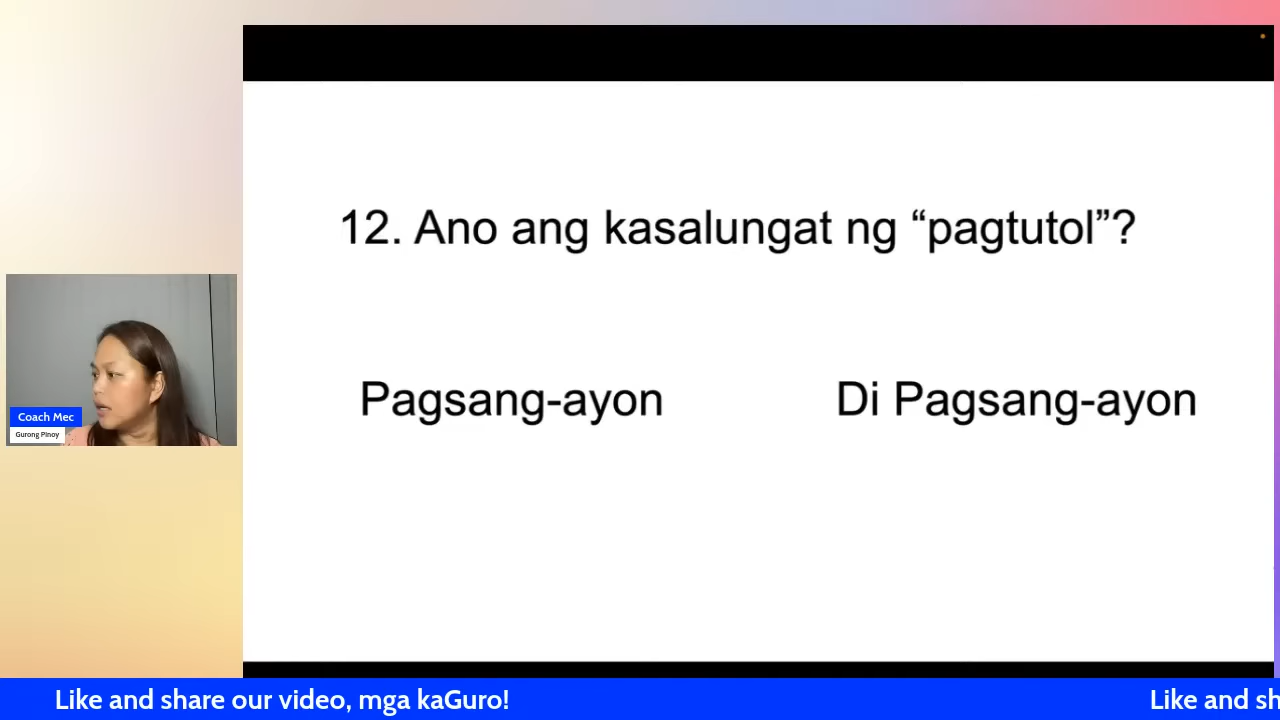 12. Ano ang kasalungat ng “pagtutol”?
Pagsang-ayon
Di Pagsang-ayon
Coach Mec
Gurong Pinoy
Like and share our video, mga kaGuro!
Like and sh